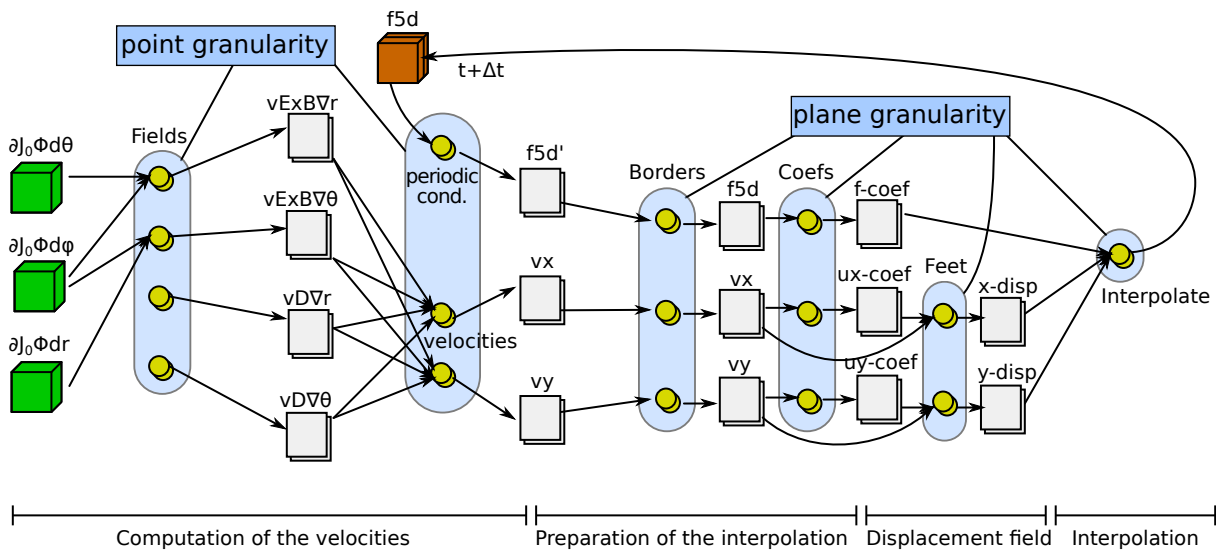 f5d
point granularity
t+Δt
vExB∇r
plane granularity
∂J₀Φdθ
Fields
f5d'
periodic
cond.
Borders
Coefs
f5d
f-coef
vExB∇θ
∂J₀Φdφ
vx
vx
ux-coef
Feet
x-disp
Interpolate
vD∇r
velocities
∂J₀Φdr
vy
vy
uy-coef
y-disp
vD∇θ
Computation of the velocities
Preparation of the interpolation
Displacement field
Interpolation